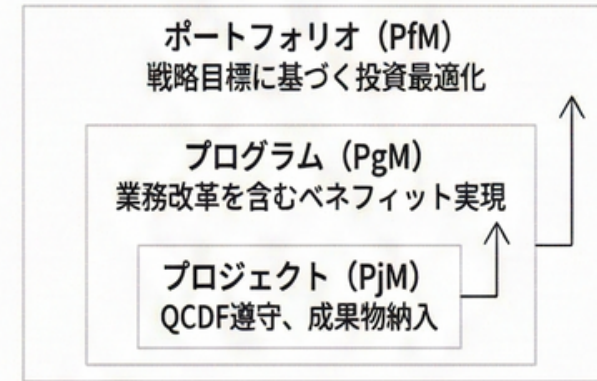 ポートフォリオ（PfM）
戦略目標に基づく投資最適化
プログラム（PgM）
業務改革を含むベネフィット実現
プロジェクト（PjM）
QCDF遵守、成果物納入